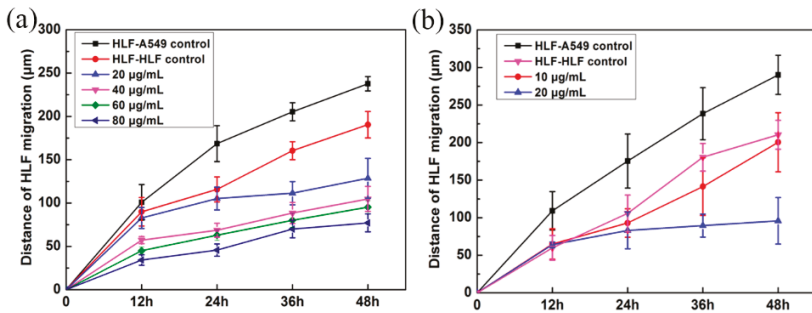 (a)
Distance of HLF migration (μm)
300
250
200
150
100
50
0
HLF-A549 control
HLF-HLF control
20 μg/mL
40 μg/mL
60 μg/mL
80 μg/mL
0
12h
24h
36h
48h
(b)
Distance of HLF migration (μm)
350
300
250
200
150
100
50
0
HLF-A549 control
HLF-HLF control
10 μg/mL
20 μg/mL
0
12h
24h
36h
48h